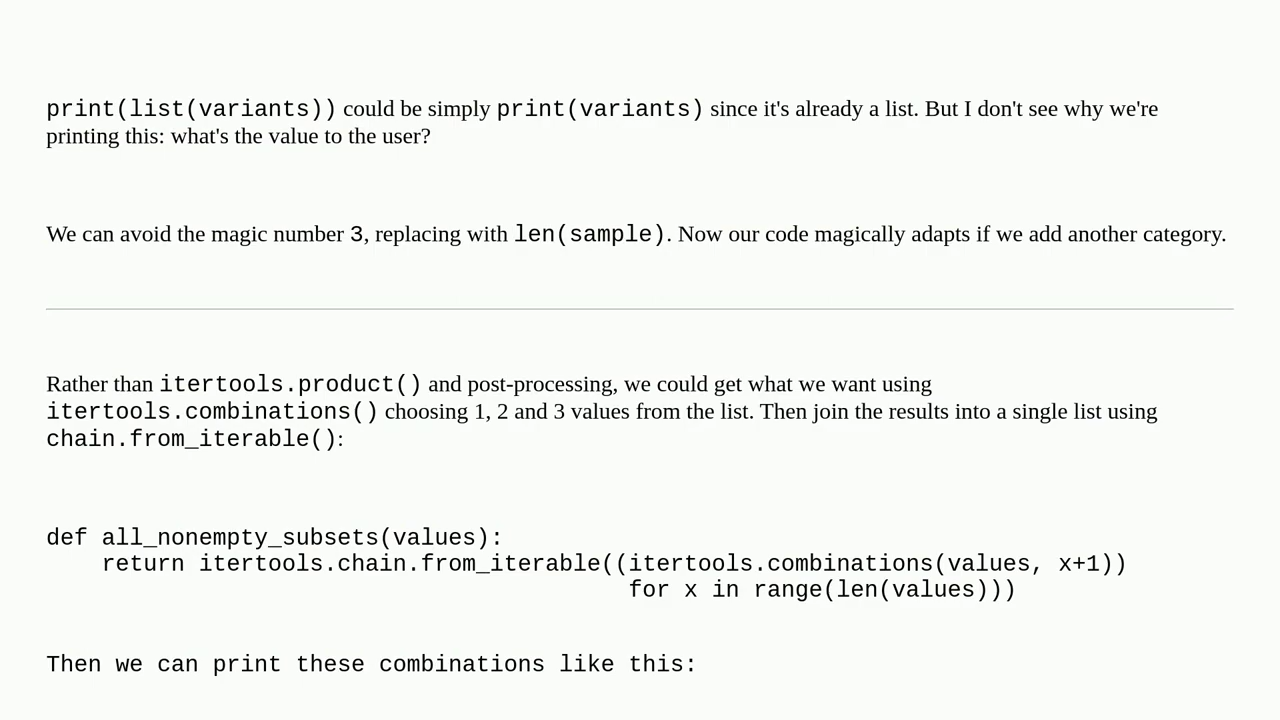 print(list(variants)) could be simply print(variants) since it's already a list. But I don't see why we're
printing this: what's the value to the user?
We can avoid the magic number 3, replacing with len(sample). Now our code magically adapts if we add another category.
Rather than itertools.product() and post-processing, we could get what we want using
itertools.combinations() choosing 1, 2 and 3 values from the list. Then join the results into a single list using
chain.from_iterable():
def all_nonempty_subsets(values):
    return itertools.chain.from_iterable((itertools.combinations(values, x+1))
                                          for x in range(len(values)))
Then we can print these combinations like this: